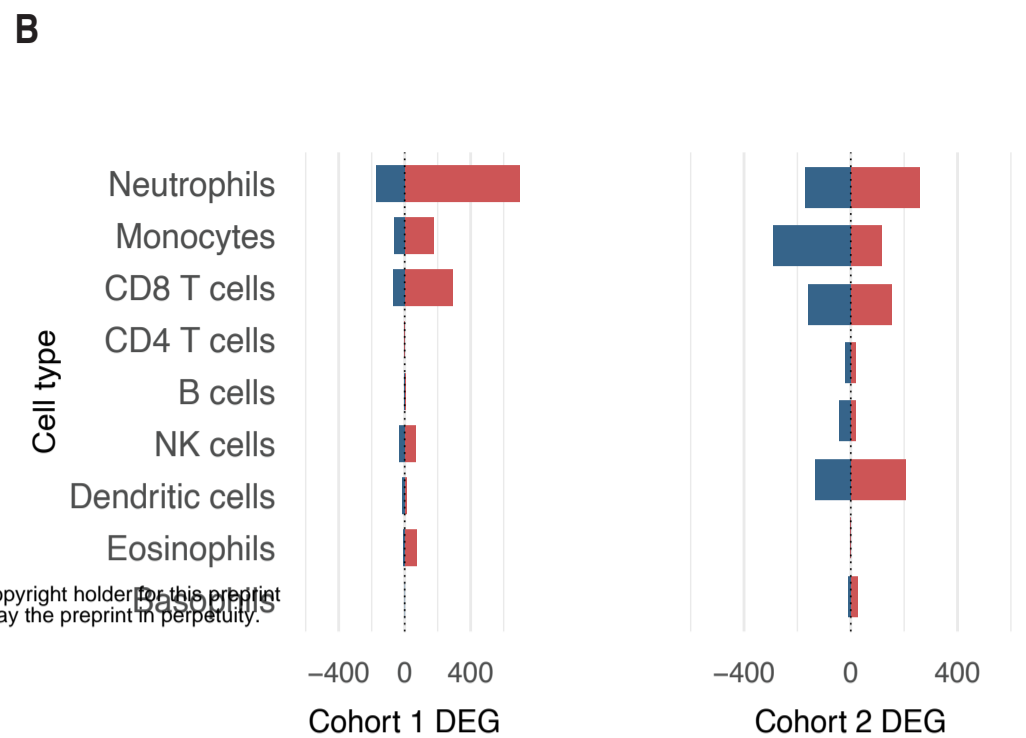 B
Neutrophils
Monocytes
CD8 T cells
CD4 T cells
B cells
NK cells
Dendritic cells
Eosinophils
Basophils
opyright holder for this preprint
ay the preprint in perpetuity.
Cell type
−400 0 400
−400 0 400
Cohort 1 DEG
Cohort 2 DEG